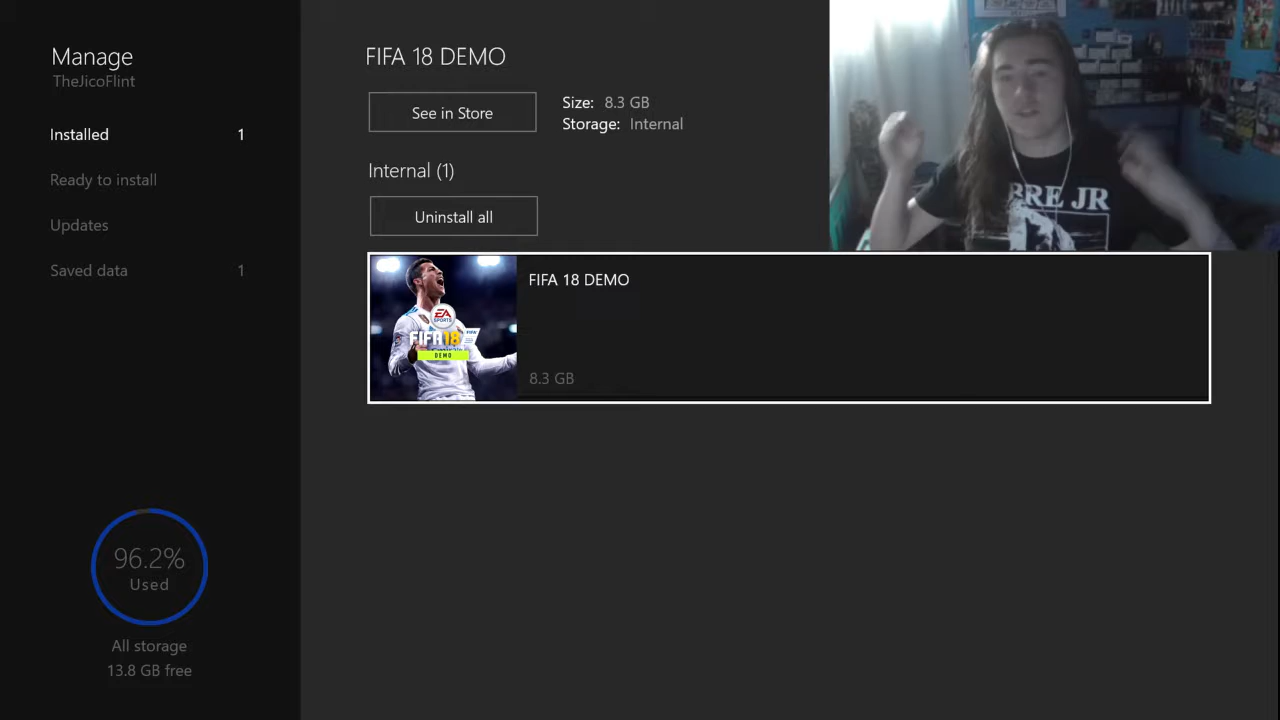 Manage
TheJicoFlint
Installed 1
Ready to install
Updates
Saved data 1
96.2%
Used
All storage
13.8 GB free
FIFA 18 DEMO
See in Store
Size: 8.3 GB
Storage: Internal
Internal (1)
Uninstall all
EA
SPORTS
FIFA 18
DEMO
FIFA 18 DEMO
8.3 GB
BRE JR